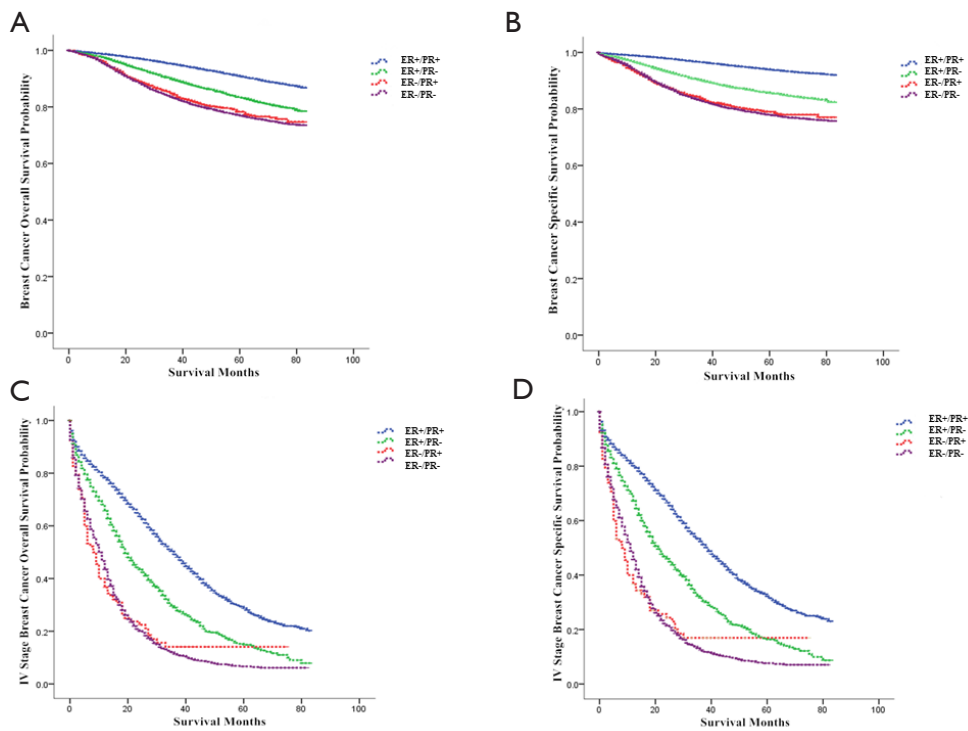 A
Breast Cancer Overall Survival Probability
1.0
0.8
0.6
0.4
0.2
0.0
0 20 40 60 80 100
Survival Months
ER+/PR+
ER+/PR-
ER-/PR+
ER-/PR-
B
Breast Cancer Specific Survival Probability
1.0
0.8
0.6
0.4
0.2
0.0
0 20 40 60 80 100
Survival Months
ER+/PR+
ER+/PR-
ER-/PR+
ER-/PR-
C
IV Stage Breast Cancer Overall Survival Probability
1.0
0.8
0.6
0.4
0.2
0.0
0 20 40 60 80 100
Survival Months
ER+/PR+
ER+/PR-
ER-/PR+
ER-/PR-
D
IV Stage Breast Cancer Specific Survival Probability
1.0
0.8
0.6
0.4
0.2
0.0
0 20 40 60 80 100
Survival Months
ER+/PR+
ER+/PR-
ER-/PR+
ER-/PR-